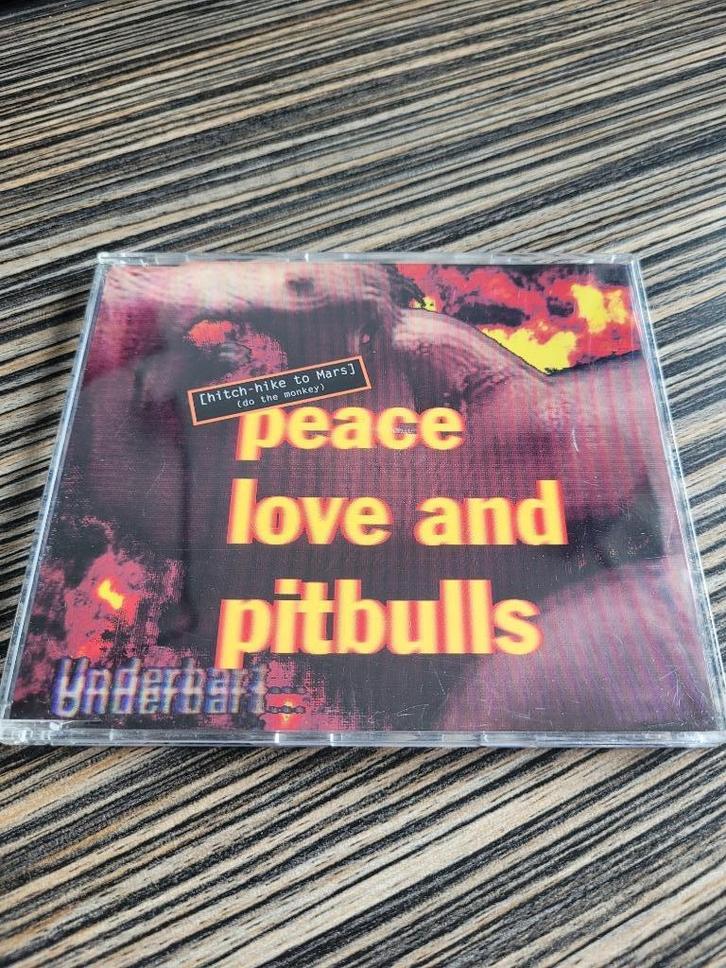 [hitch-hike to Mars]
(do the monkey)
peace
love and
pitbulls
Underbart...